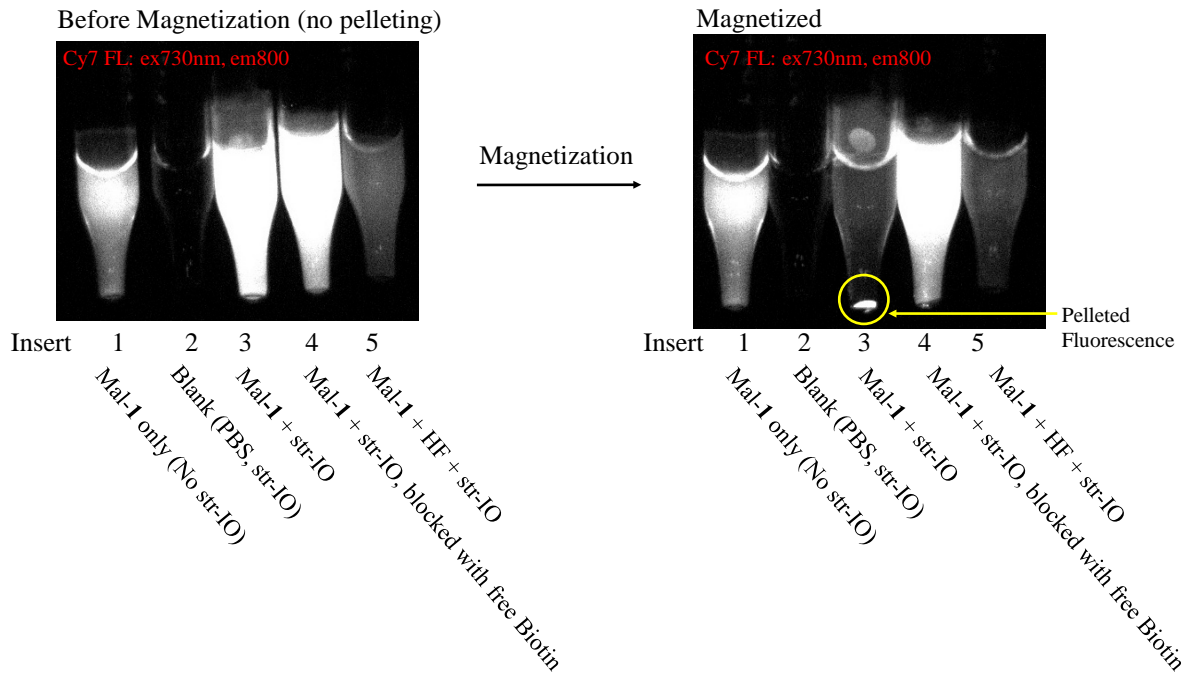 Before Magnetization (no pelleting)
Cy7 FL: ex730nm, em800
Insert 1 2 3 4 5
Mal-1 only (No str-IO)
Blank (PBS, str-IO)
Mal-1 + str-IO
Mal-1 + str-IO, blocked with free Biotin
Mal-1 + HF + str-IO
Magnetization
Magnetized
Cy7 FL: ex730nm, em800
Pelleted
Fluorescence
Insert 1 2 3 4 5
Mal-1 only (No str-IO)
Blank (PBS, str-IO)
Mal-1 + str-IO
Mal-1 + str-IO, blocked with free Biotin
Mal-1 + HF + str-IO